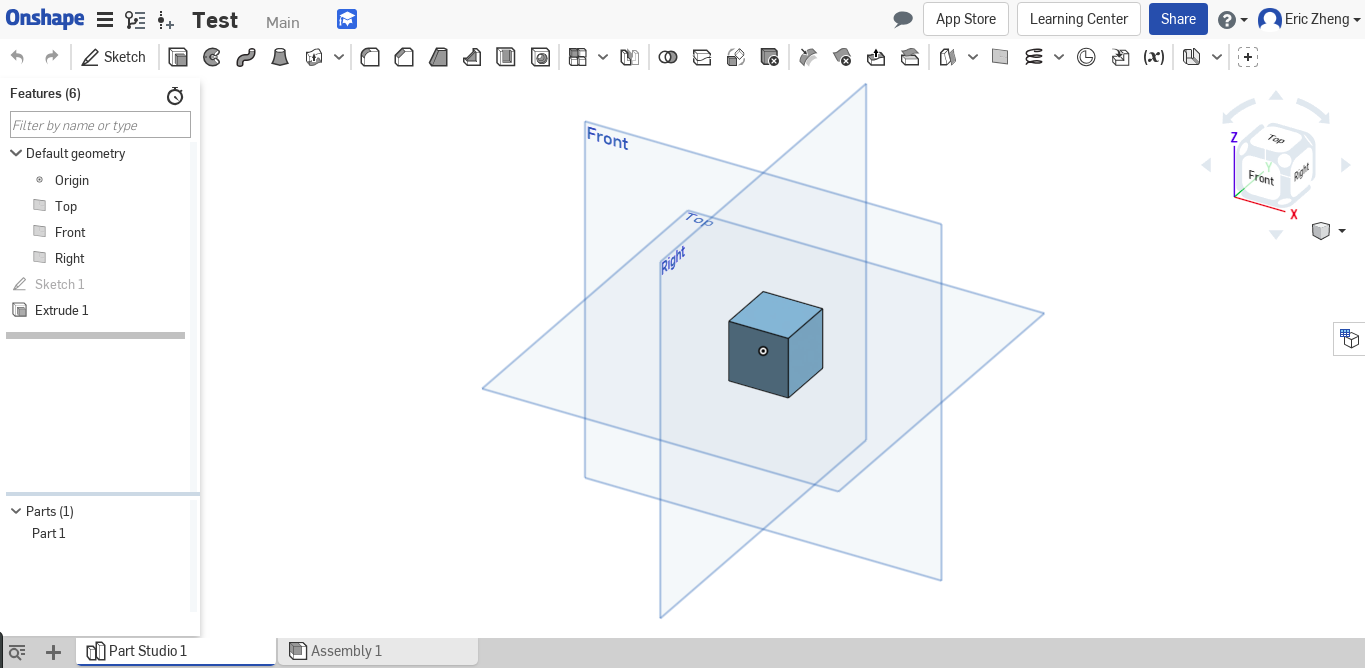 Onshape Test Main App Store Learning Center Share Eric Zheng
Sketch (x)
Features (6)
Filter by name or type
Default geometry
Origin
Top
Front
Right
Sketch 1
Extrude 1
Parts (1)
Part 1
Front
Top
Right
Top
Z
Y
Front
Right
X
Part Studio 1
Assembly 1